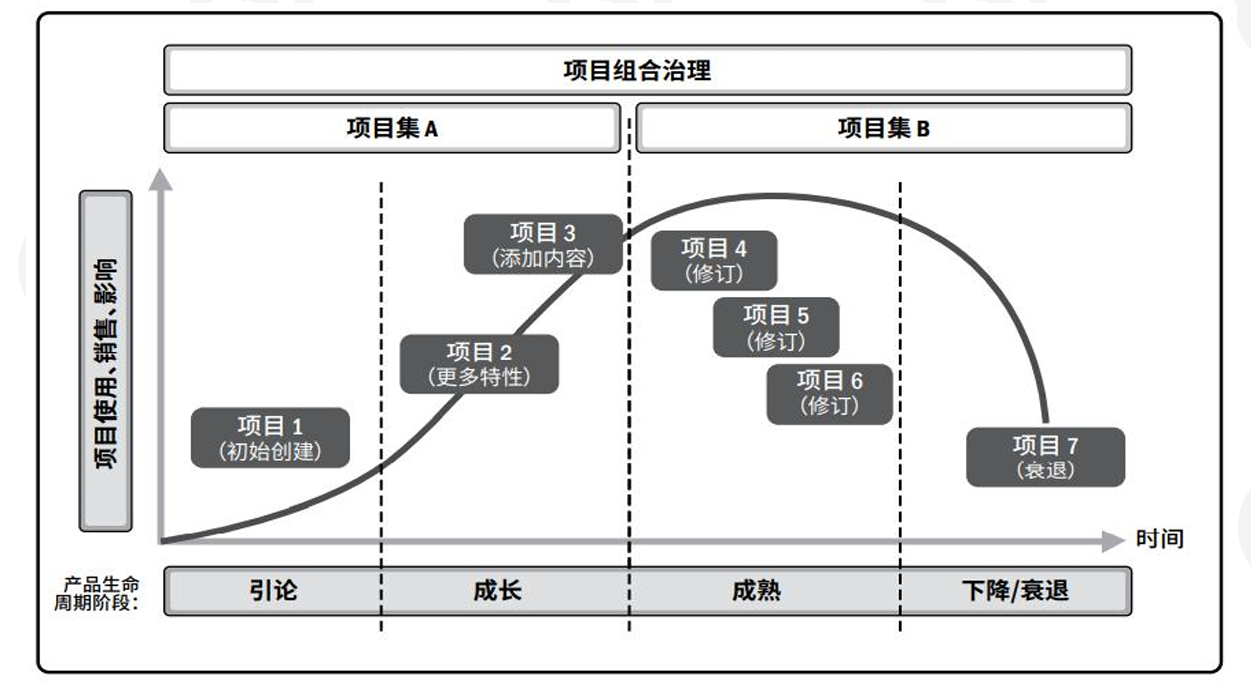 项目组合治理
项目集 A
项目集 B
项目使用、销售、影响
项目 3
（添加内容）
项目 4
（修订）
项目 5
（修订）
项目 2
（更多特性）
项目 6
（修订）
项目 1
（初始创建）
项目 7
（衰退）
时间
产品生命
周期阶段：
引论
成长
成熟
下降/衰退